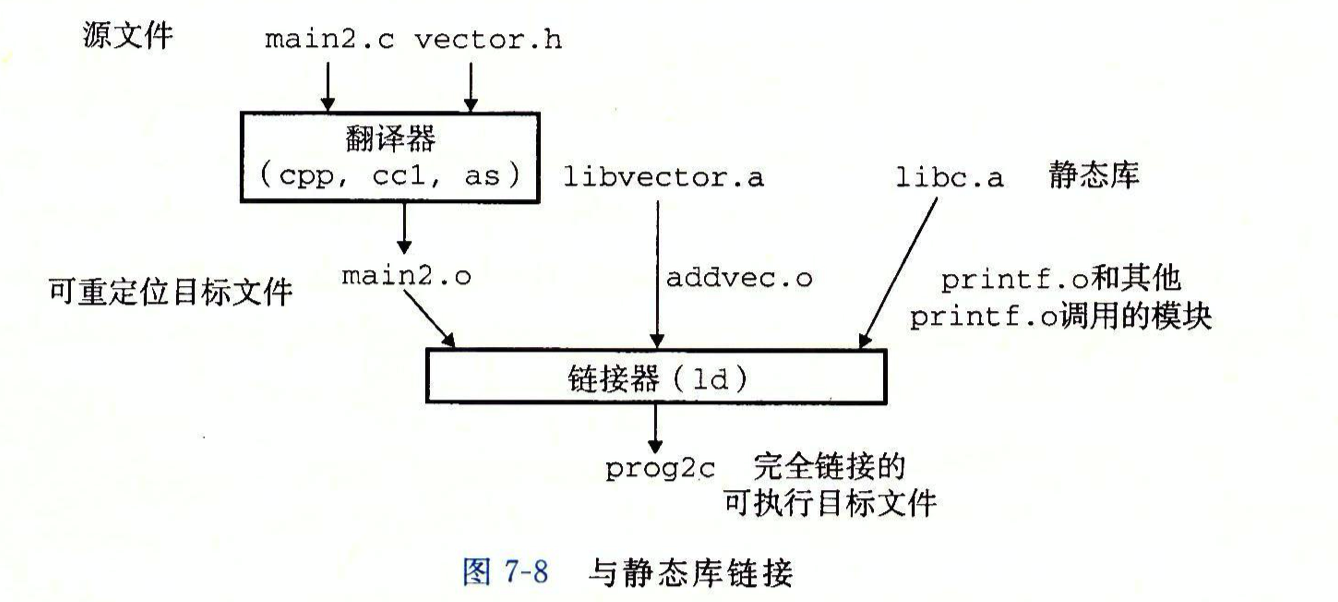 源文件 main2.c vector.h
翻译器
(cpp, cc1, as) libvector.a libc.a 静态库
可重定位目标文件 main2.o addvec.o printf.o和其他
printf.o调用的模块
链接器(ld)
prog2c 完全链接的
可执行目标文件
图 7-8 与静态库链接